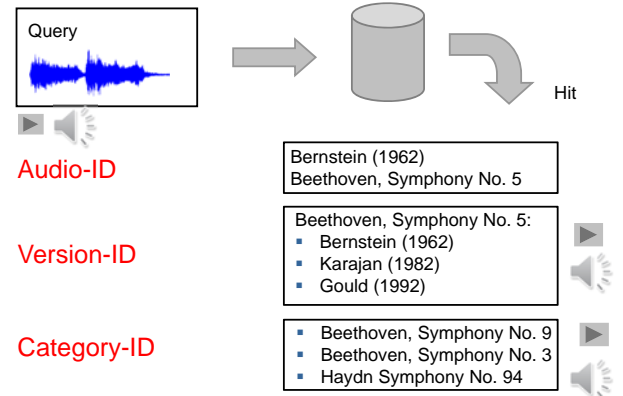 Query
Hit
Audio-ID
Bernstein (1962)
Beethoven, Symphony No. 5
Version-ID
Beethoven, Symphony No. 5:
▪ Bernstein (1962)
▪ Karajan (1982)
▪ Gould (1992)
Category-ID
▪ Beethoven, Symphony No. 9
▪ Beethoven, Symphony No. 3
▪ Haydn Symphony No. 94